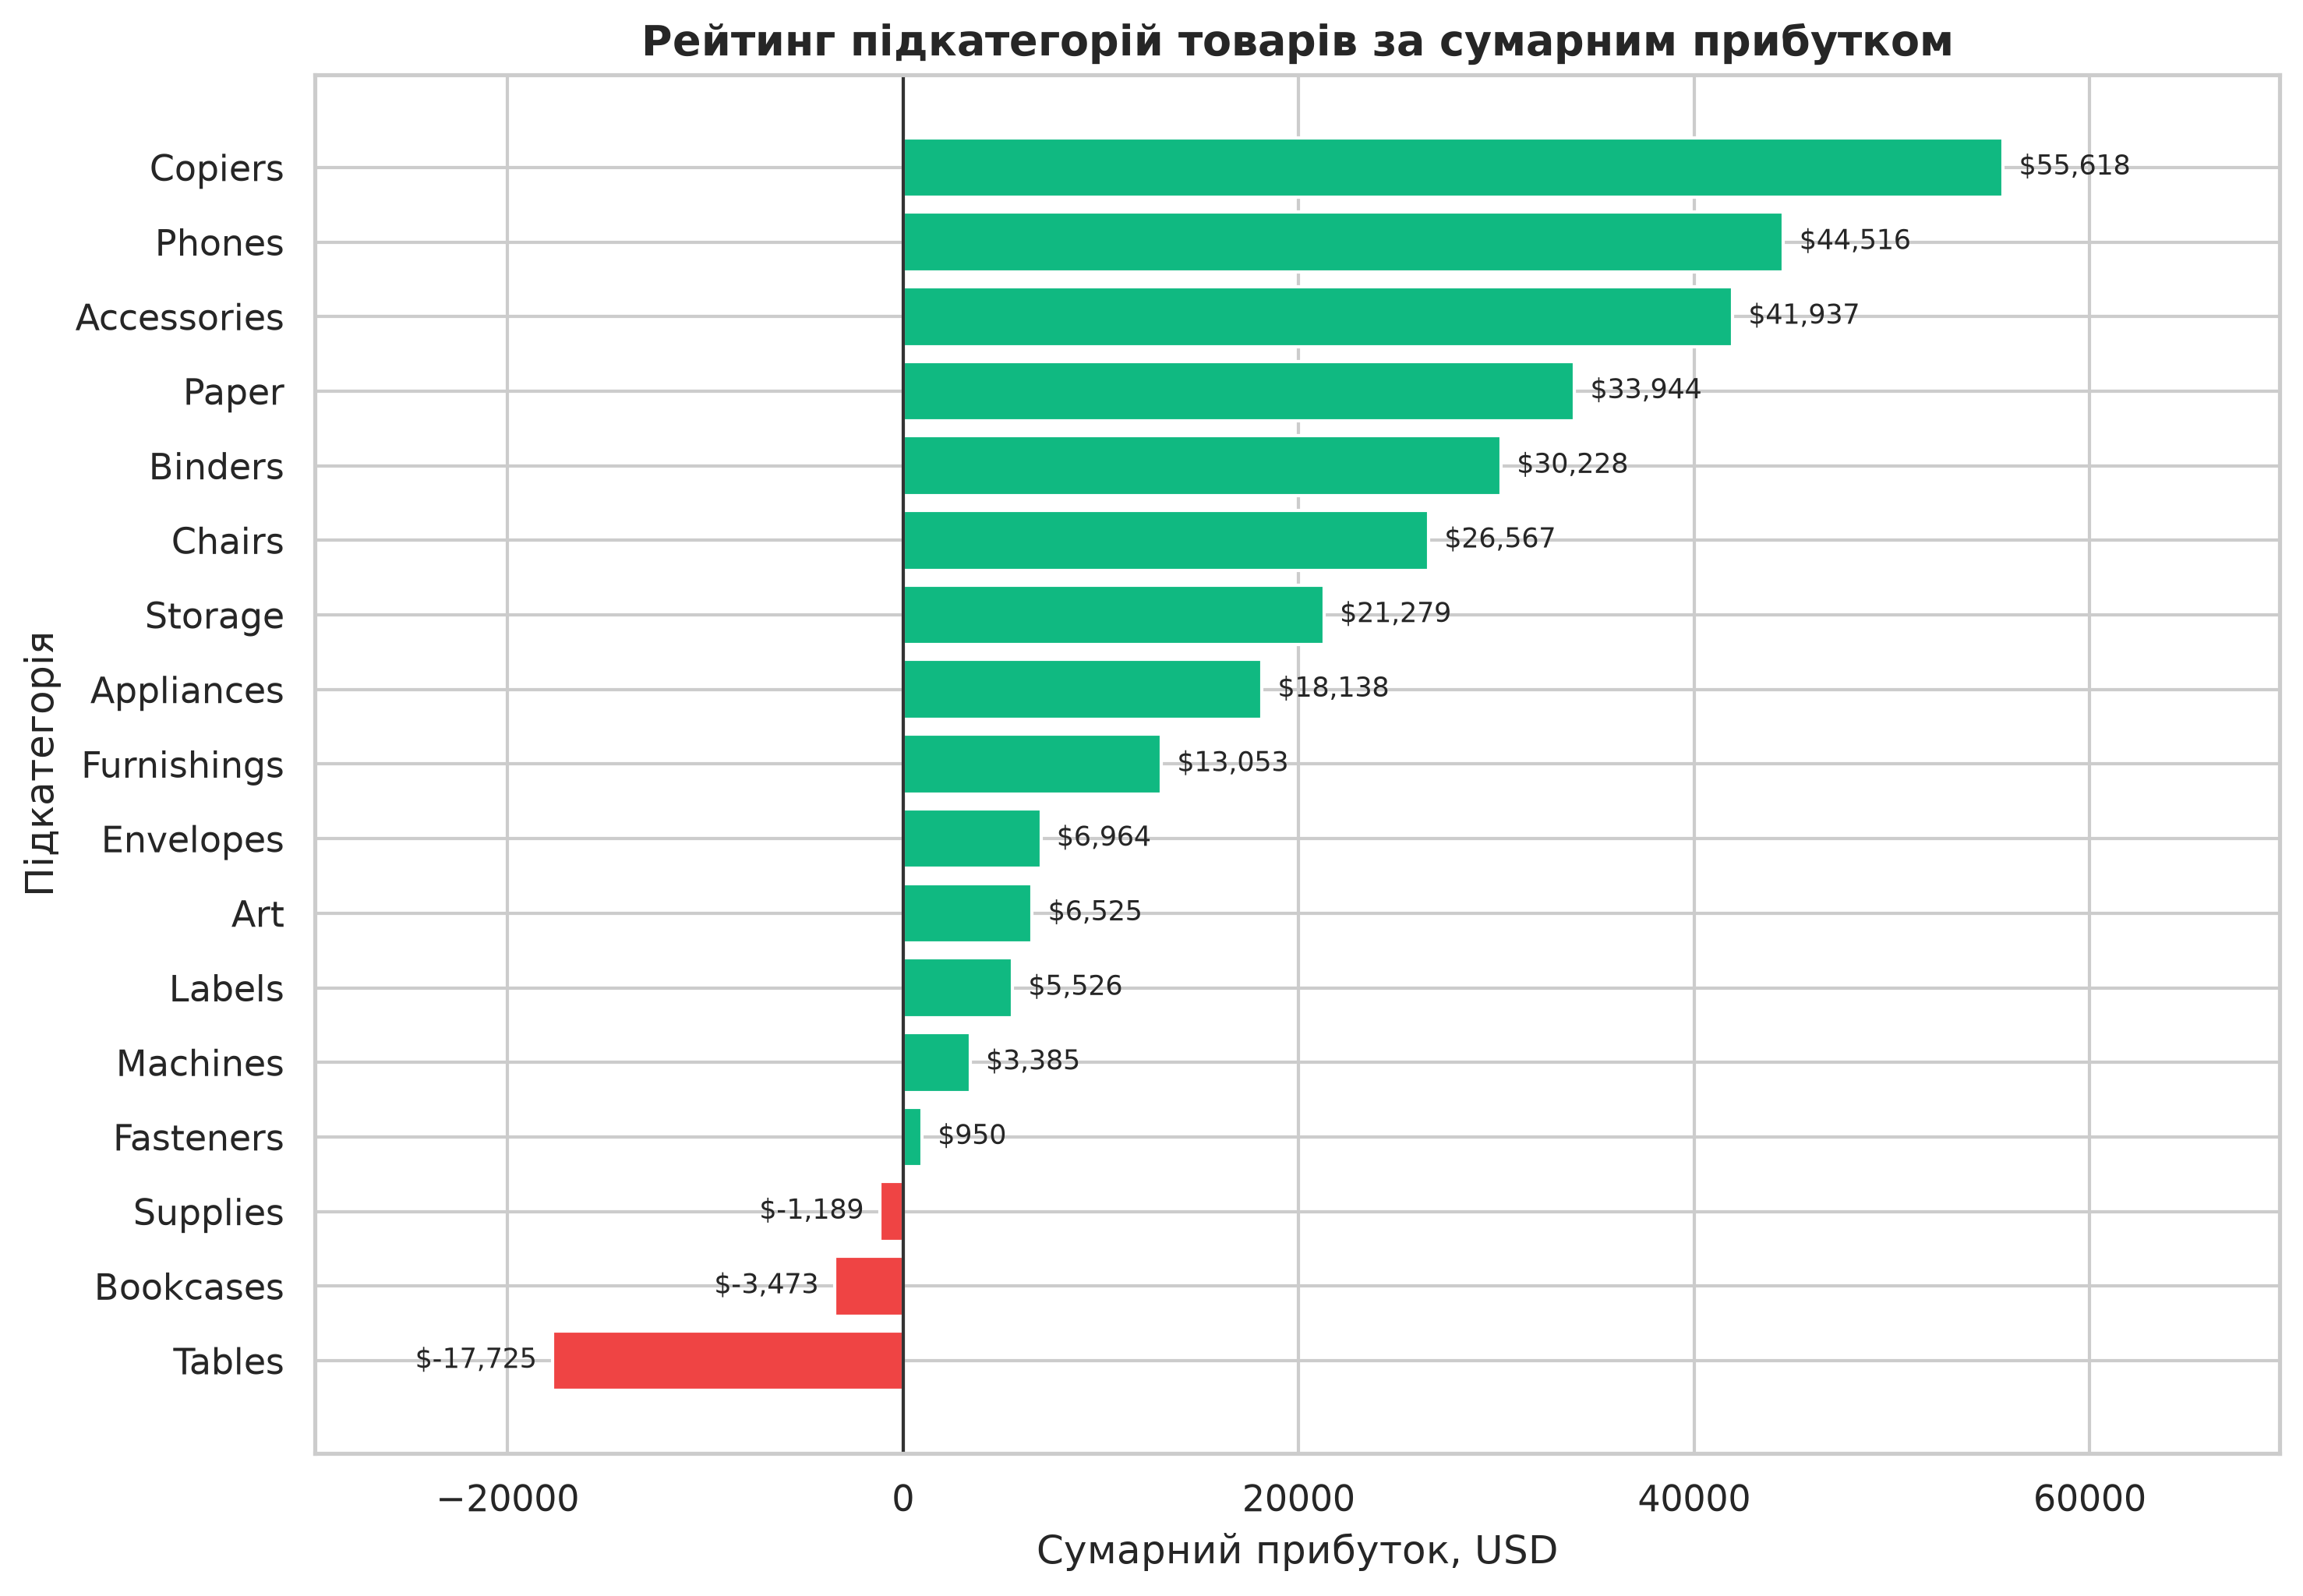 Рейтинг підкатегорій товарів за сумарним прибутком
Підкатегорія
Copiers $55,618
Phones $44,516
Accessories $41,937
Paper $33,944
Binders $30,228
Chairs $26,567
Storage $21,279
Appliances $18,138
Furnishings $13,053
Envelopes $6,964
Art $6,525
Labels $5,526
Machines $3,385
Fasteners $950
Supplies $-1,189
Bookcases $-3,473
Tables $-17,725
−20000 0 20000 40000 60000
Сумарний прибуток, USD